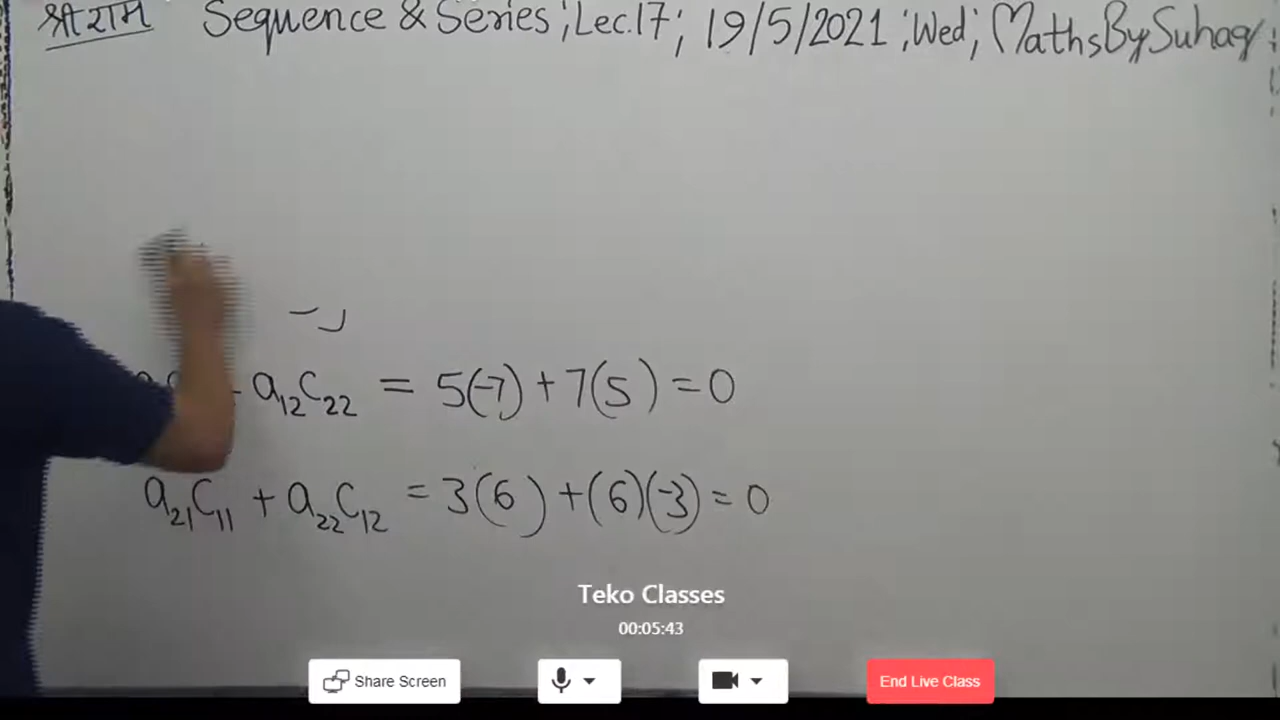 श्री राम Sequence & Series ; Lec.17 ; 19/5/2021 ; Wed ; MathsBySuhag
a₁₂C₂₂ = 5(-7) + 7(5) = 0
a₂₁C₁₁ + a₂₂C₁₂ = 3(6) + (6)(-3) = 0
Teko Classes
00:05:43
Share Screen
End Live Class